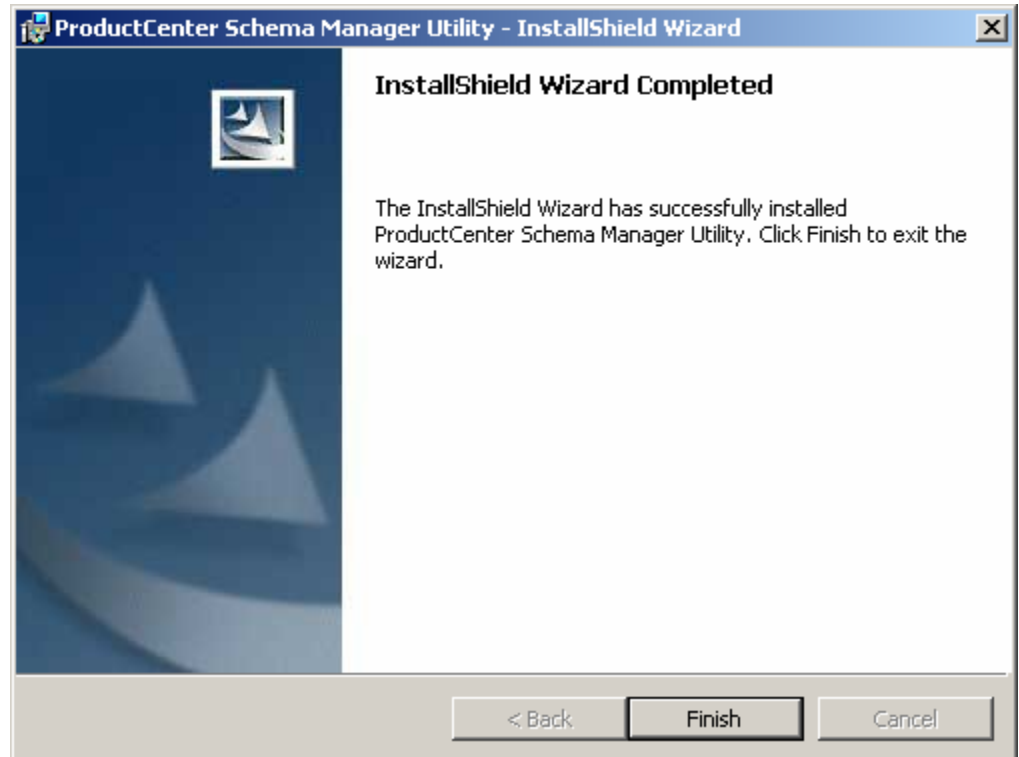 ProductCenter Schema Manager Utility - InstallShield Wizard
InstallShield Wizard Completed
The InstallShield Wizard has successfully installed
ProductCenter Schema Manager Utility. Click Finish to exit the
wizard.
< Back Finish Cancel